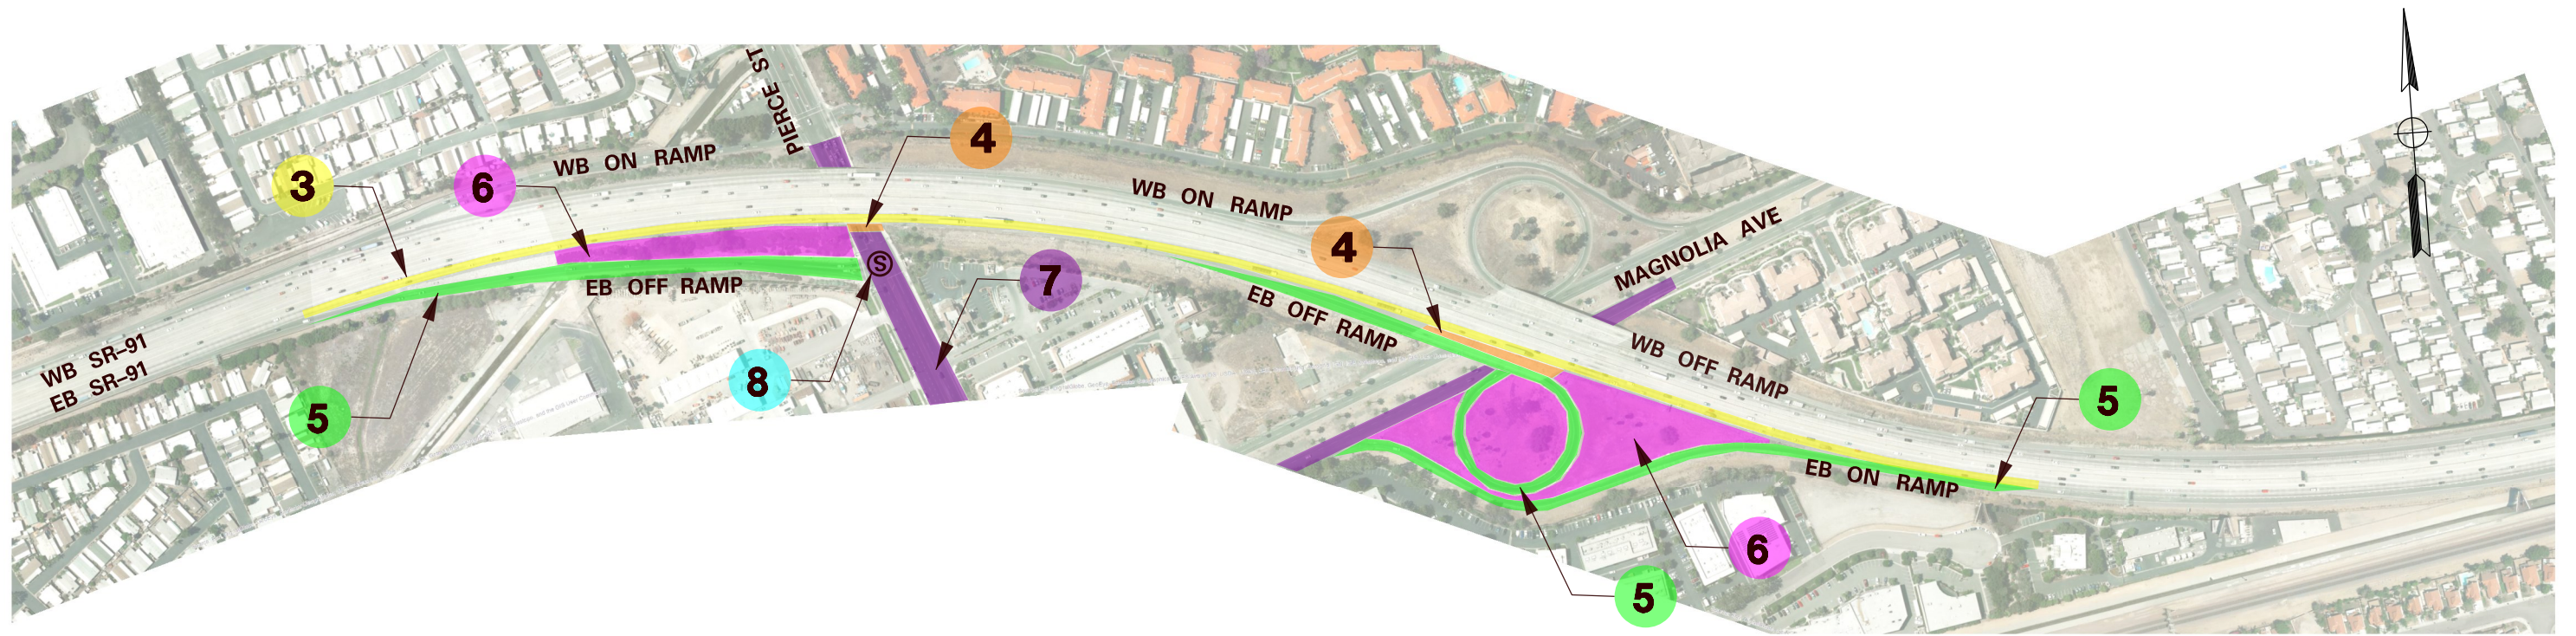 PIERCE ST
4
WB ON RAMP
3
6
WB ON RAMP
MAGNOLIA AVE
4
S
7
EB OFF RAMP
EB OFF RAMP
WB OFF RAMP
WB SR-91
EB SR-91
8
5
5
EB ON RAMP
6
5